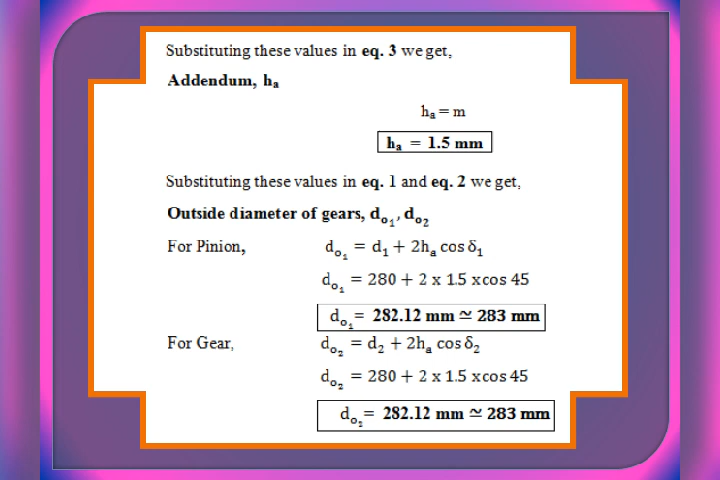 Substituting these values in eq. 3 we get,
Addendum, hₐ
hₐ = m
hₐ = 1.5 mm
Substituting these values in eq. 1 and eq. 2 we get,
Outside diameter of gears, dₒ₁, dₒ₂
For Pinion, dₒ₁ = d₁ + 2hₐ cos δ₁
dₒ₁ = 280 + 2 x 1.5 xcos 45
dₒ₁= 282.12 mm ≃ 283 mm
For Gear, dₒ₂ = d₂ + 2hₐ cos δ₂
dₒ₂ = 280 + 2 x 1.5 xcos 45
dₒ₂= 282.12 mm ≃ 283 mm